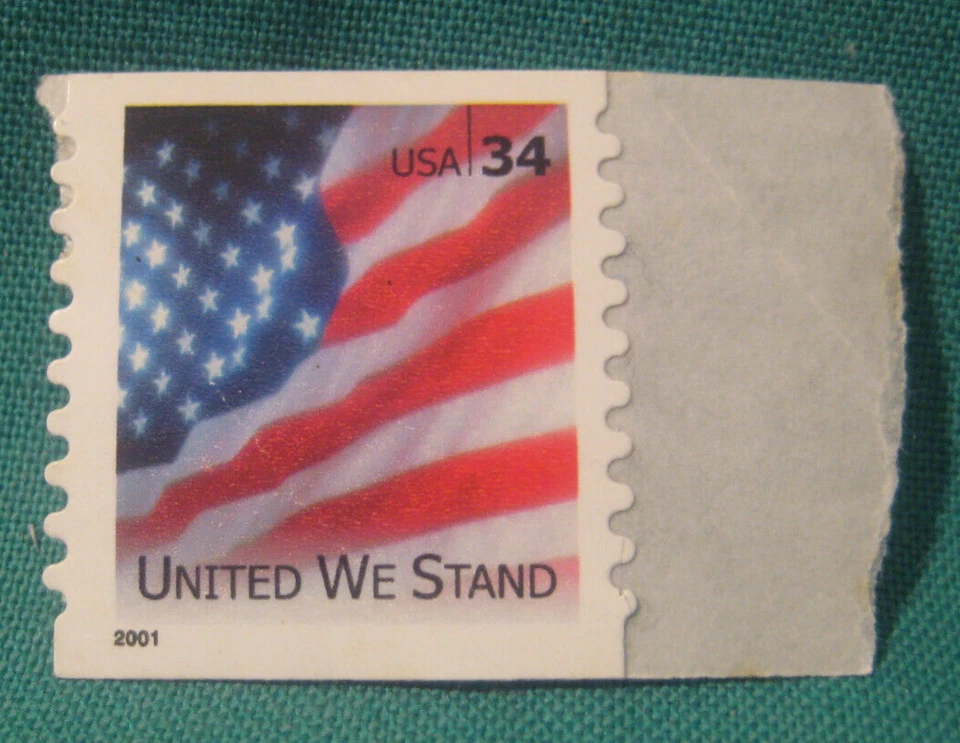 USA 34
UNITED WE STAND
2001